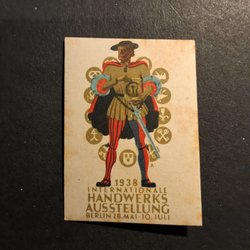 1938
INTERNATIONALE
HANDWERKS
AUSSTELLUNG
BERLIN 28.MAI-10.JULI